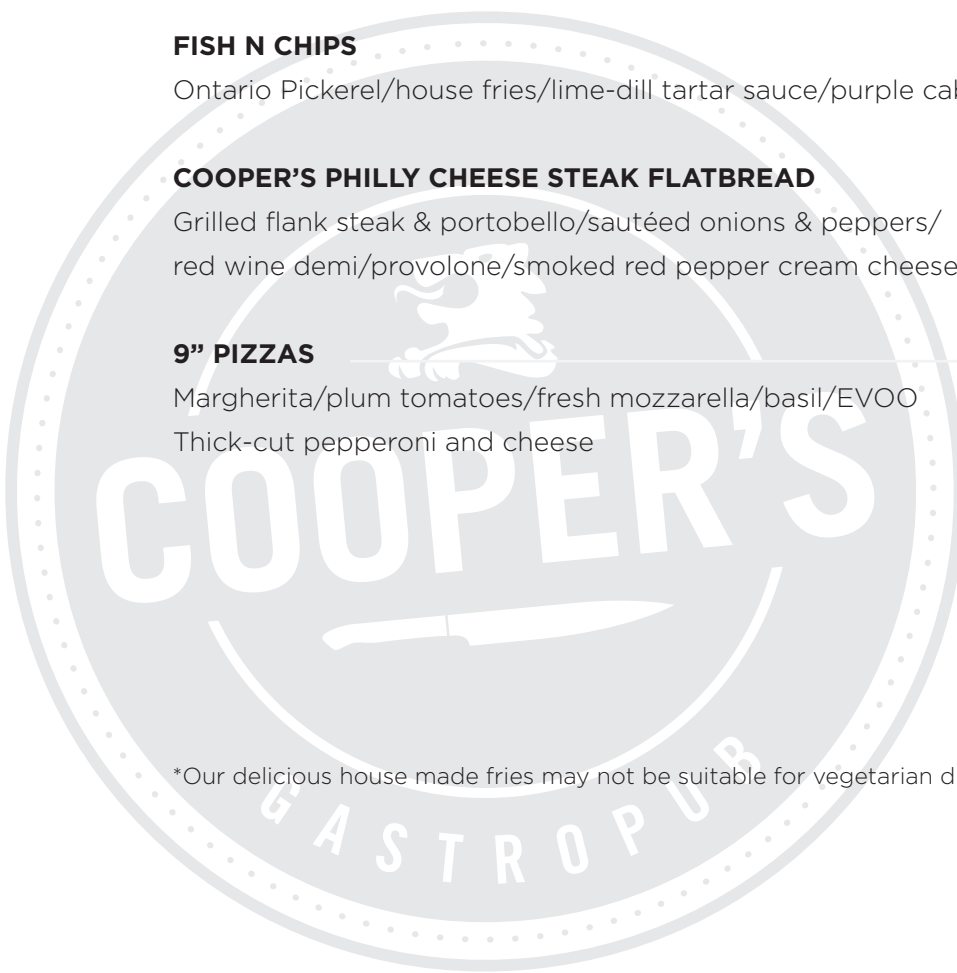 FISH N CHIPS
Ontario Pickerel/house fries/lime-dill tartar sauce/purple
COOPER’S PHILLY CHEESE STEAK FLATBREAD
Grilled flank steak & portobello/sautéed onions & peppers/
red wine demi/provolone/smoked red pepper cream cheese
9” PIZZAS
Margherita/plum tomatoes/fresh mozzarella/basil/EVOO
Thick-cut pepperoni and cheese
COOPER’S
*Our delicious house made fries may not be suitable for vegetarian
GASTROPUB